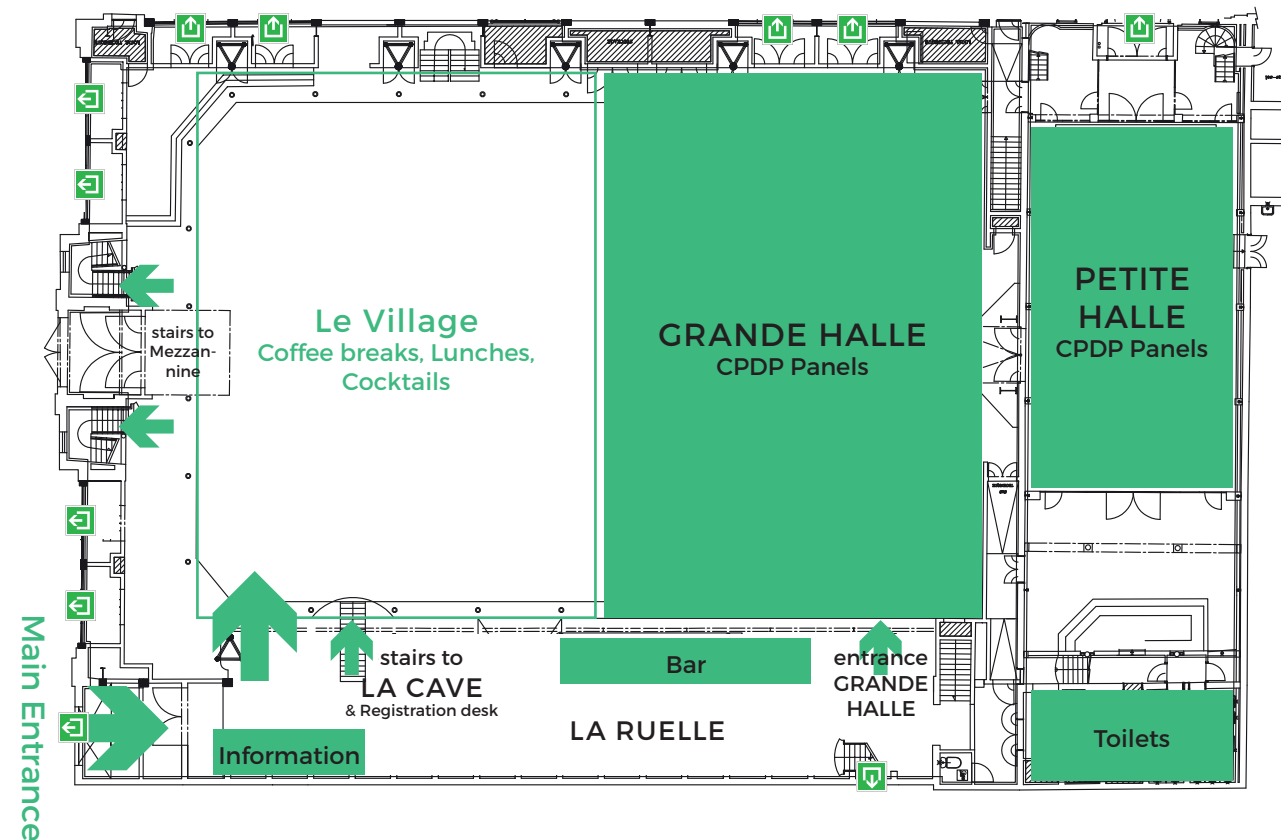 Le Village
Coffee breaks, Lunches,
Cocktails
GRANDE HALLE
CPDP Panels
PETITE
HALLE
CPDP Panels
stairs to
Mezzan-
nine
Main Entrance
stairs to
LA CAVE
& Registration desk
Bar
entrance
GRANDE
HALLE
LA RUELLE
Information
Toilets